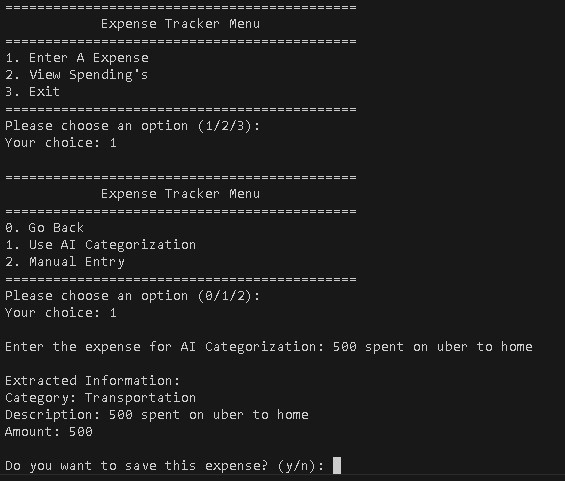 ============================================
Expense Tracker Menu
============================================
1. Enter A Expense
2. View Spending's
3. Exit
============================================
Please choose an option (1/2/3):
Your choice: 1
============================================
Expense Tracker Menu
============================================
0. Go Back
1. Use AI Categorization
2. Manual Entry
============================================
Please choose an option (0/1/2):
Your choice: 1
Enter the expense for AI Categorization: 500 spent on uber to home
Extracted Information:
Category: Transportation
Description: 500 spent on uber to home
Amount: 500
Do you want to save this expense? (y/n):